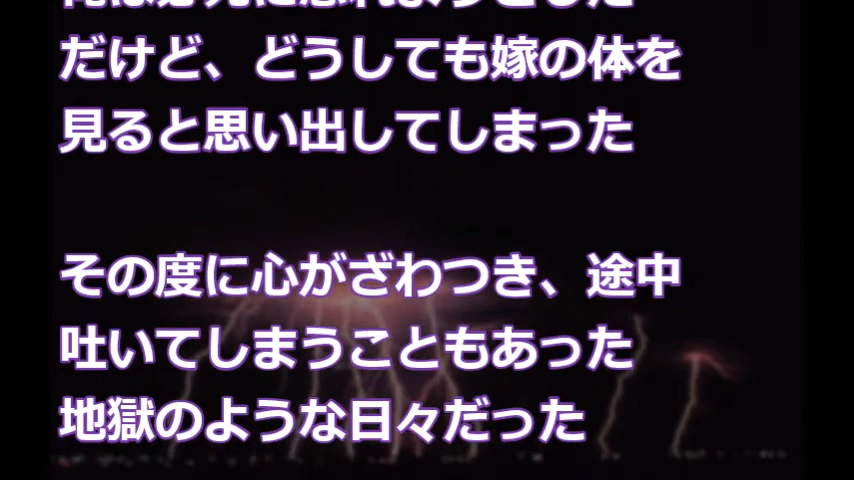 だけど、どうしても嫁の体を
見ると思い出してしまった
その度に心がざわつき、途中
吐いてしまうこともあった
地獄のような日々だった